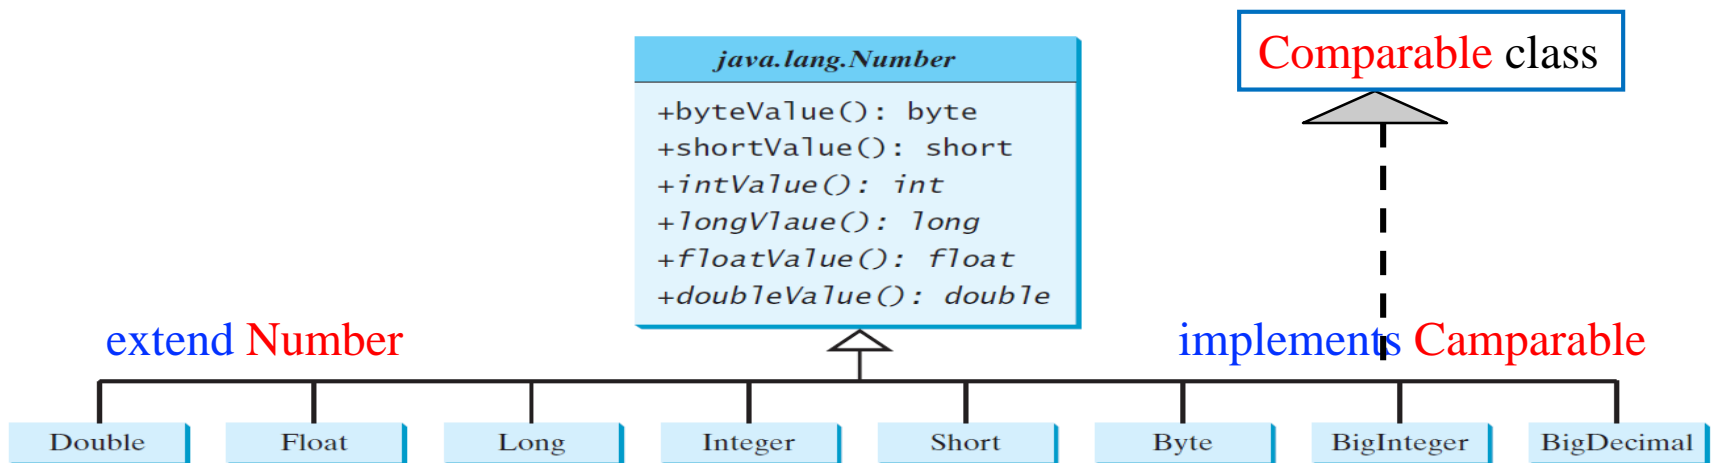 java.lang.Number
Comparable class
+byteValue(): byte
+shortValue(): short
+intValue(): int
+longVlaue(): long
+floatValue(): float
+doubleValue(): double
extend Number
implements Camparable
Double Float Long Integer Short Byte BigInteger BigDecimal